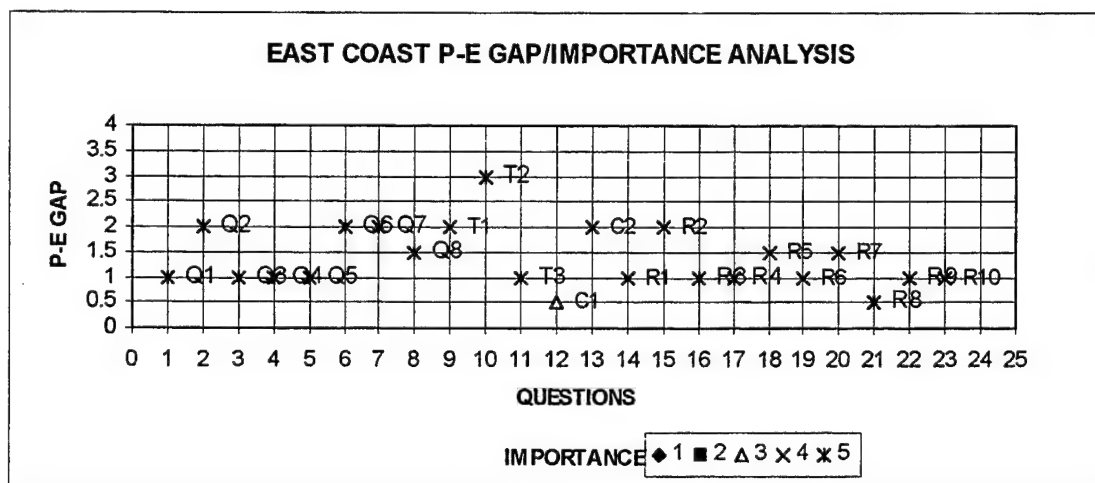 EAST COAST P-E GAP/IMPORTANCE ANALYSIS
P-E GAP
4
3.5
3
2.5
2
1.5
1
0.5
0
T2
Q2 Q6 Q7 T1 C2 R2
Q8 R5 R7
Q1 Q3 Q4 Q5 T3 R1 R3 R4 R6 R9 R10
C1 R8
0 1 2 3 4 5 6 7 8 9 10 11 12 13 14 15 16 17 18 19 20 21 22 23 24 25
QUESTIONS
IMPORTANCE 1 2 3 4 5